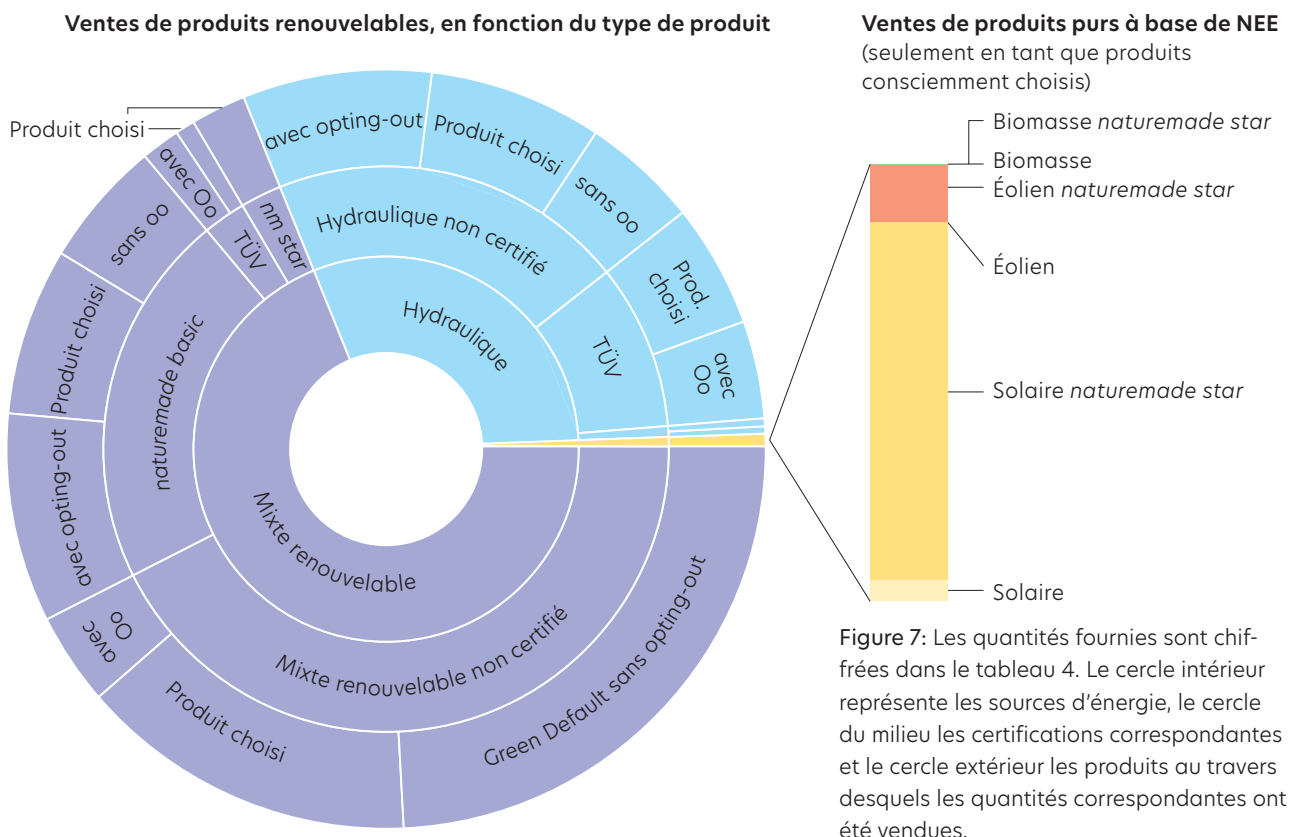 Ventes de produits renouvelables, en fonction du type de produit
Produit choisi
avec opting-out
Produit choisi
sans oo
Prod.
choisi
avec
Oo
Hydraulique non certifié
TÜV
Hydraulique
nm star
TÜV
avec Oo
sans oo
Produit choisi
avec opting-out
naturemade basic
avec
Oo
Produit choisi
Green Default sans opting-out
Mixte renouvelable non certifié
Mixte renouvelable
Ventes de produits purs à base de NEE
(seulement en tant que produits
consciemment choisis)
Biomasse naturemade star
Biomasse
Éolien naturemade star
Éolien
Solaire naturemade star
Solaire
Figure 7: Les quantités fournies sont chif-
frées dans le tableau 4. Le cercle intérieur
représente les sources d'énergie, le cercle
du milieu les certifications correspondantes
et le cercle extérieur les produits au travers
desquels les quantités correspondantes ont
été vendues.